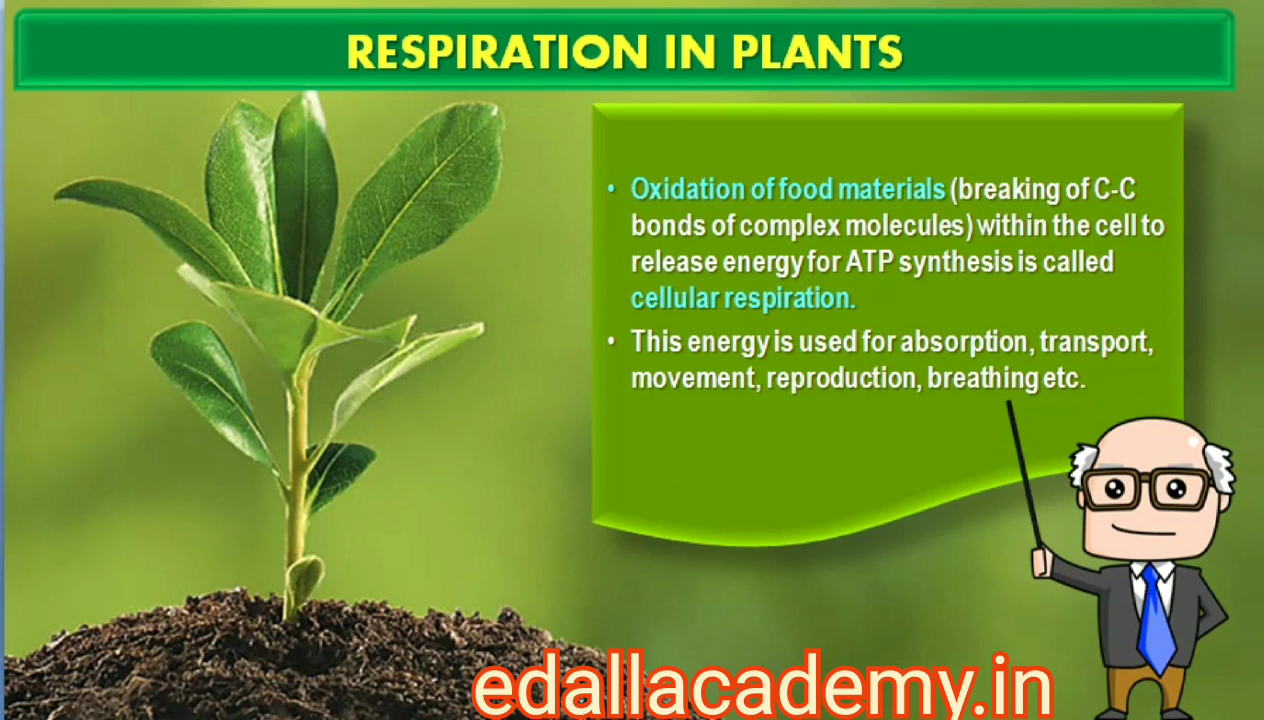 RESPIRATION IN PLANTS
• Oxidation of food materials (breaking of C-C
bonds of complex molecules) within the cell to
release energy for ATP synthesis is called
cellular respiration.
• This energy is used for absorption, transport,
movement, reproduction, breathing etc.
edallacademy.in